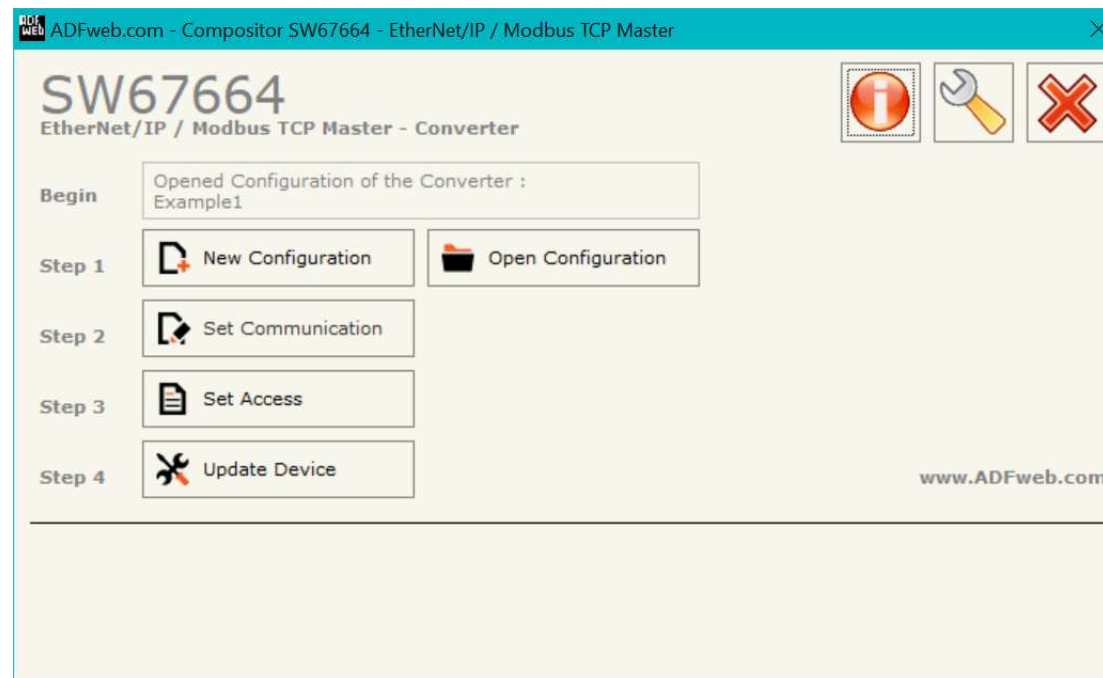 ADF
WEB
ADFweb.com - Compositor SW67664 - EtherNet/IP / Modbus TCP Master
SW67664
EtherNet/IP / Modbus TCP Master - Converter
Begin
Opened Configuration of the Converter :
Example1
Step 1
New Configuration
Open Configuration
Step 2
Set Communication
Step 3
Set Access
Step 4
Update Device
www.ADFweb.com